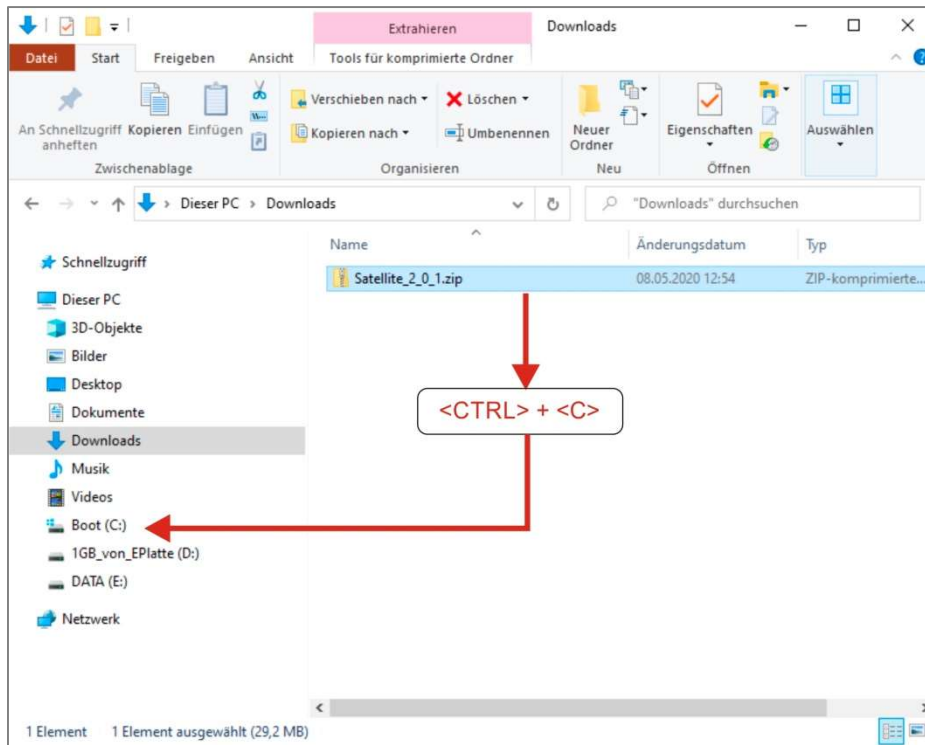 Extrahieren
Downloads
Datei Start Freigeben Ansicht Tools für komprimierte Ordner
An Schnellzugriff anheften
Kopieren
Einfügen
Zwischenablage
Verschieben nach
Kopieren nach
Löschen
Umbenennen
Organisieren
Neuer Ordner
Neu
Eigenschaften
Öffnen
Auswählen
Dieser PC Downloads
"Downloads" durchsuchen
Name Änderungsdatum Typ
Satellite_2_0_1.zip 08.05.2020 12:54 ZIP-komprimierte...
<CTRL> + <C>
Schnellzugriff
Dieser PC
3D-Objekte
Bilder
Desktop
Dokumente
Downloads
Musik
Videos
Boot (C:)
1GB_von_EPlatte (D:)
DATA (E:)
Netzwerk
1 Element 1 Element ausgewählt (29,2 MB)